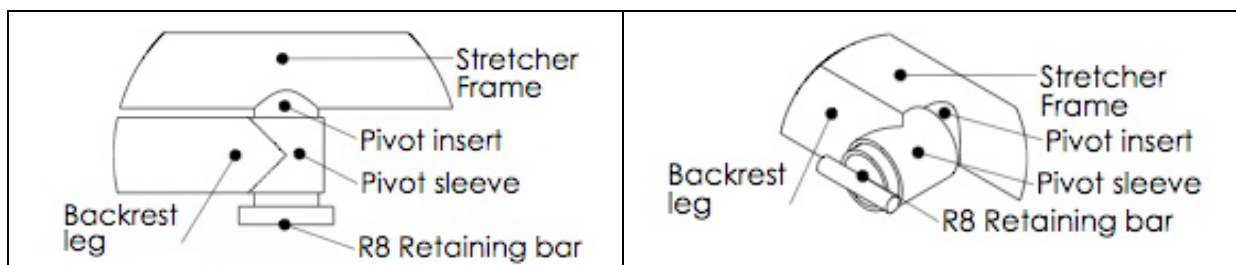 Stretcher
Frame
Pivot insert
Pivot sleeve
Backrest
leg
R8 Retaining bar
Stretcher
Frame
Pivot insert
Backrest
leg
Pivot sleeve
R8 Retaining bar